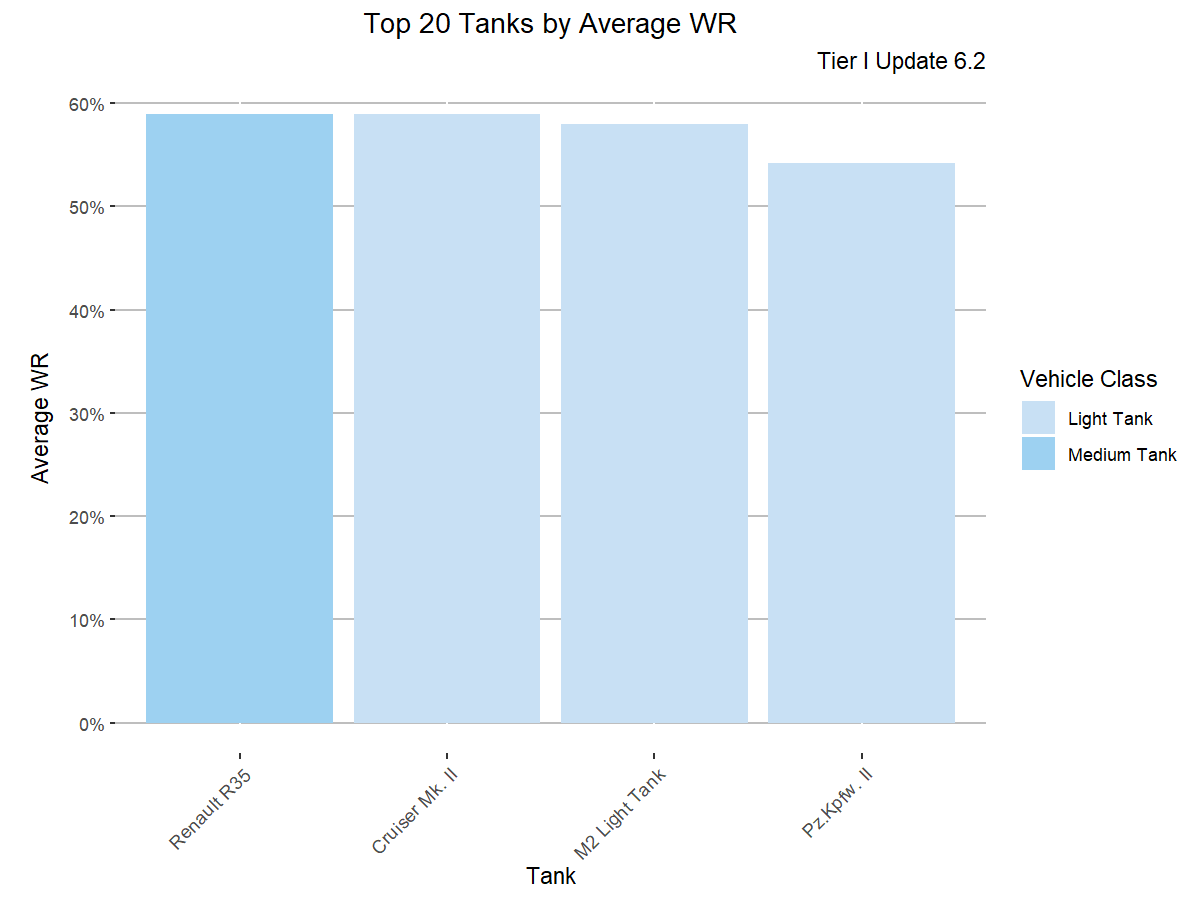 Top 20 Tanks by Average WR
Tier I Update 6.2
60%
50%
40%
30%
20%
10%
0%
Average WR
Renault R35
Cruiser Mk. II
M2 Light Tank
Pz.Kpfw. II
Tank
Vehicle Class
Light Tank
Medium Tank